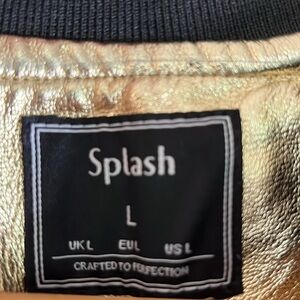 Splash
L
UK L EU L US L
CRAFTED TO PERFECTION